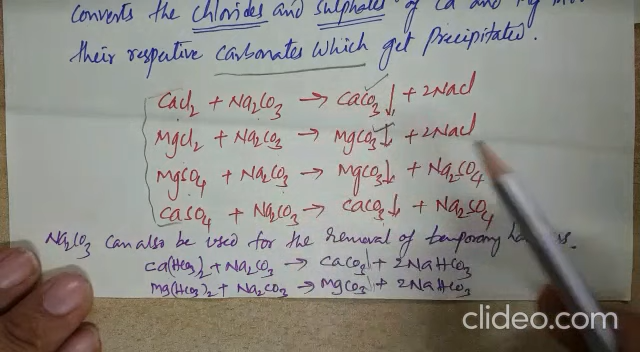 converts the chlorides and sulphates of Ca and
their respective carbonates which get precipitated.
CaCl2 + Na2CO3 → CaCO3↓ + 2NaCl
MgCl2 + Na2CO3 → MgCO3↓ + 2NaCl
MgSO4 + Na2CO3 → MgCO3↓ + Na2SO4
CaSO4 + Na2CO3 → CaCO3↓ + Na2SO4
Na2CO3 can also be used for the removal of temporary
Ca(HCO3)2 + Na2CO3 → CaCO3↓ + 2NaHCO3
Mg(HCO3)2 + Na2CO3 → MgCO3↓ + 2NaHCO3
clideo.com